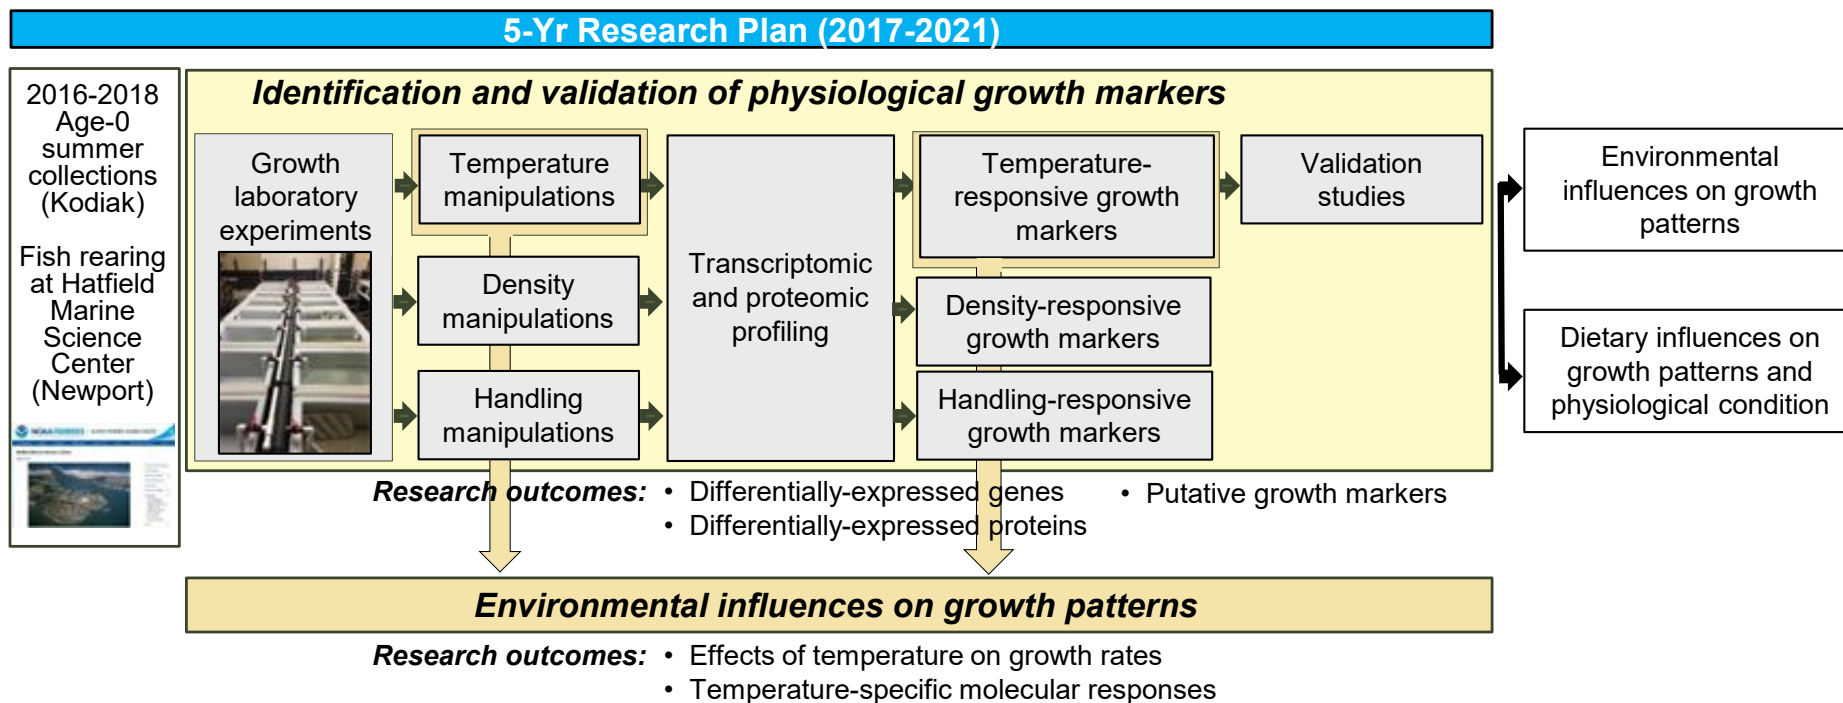 5-Yr Research Plan (2017-2021)
2016-2018
Age-0
summer
collections
(Kodiak)
Fish rearing
at Hatfield
Marine
Science
Center
(Newport)
NOAA FISHERIES
Identification and validation of physiological growth markers
Growth
laboratory
experiments
Temperature
manipulations
Density
manipulations
Handling
manipulations
Transcriptomic
and proteomic
profiling
Temperature-
responsive growth
markers
Density-responsive
growth markers
Handling-responsive
growth markers
Validation
studies
Environmental
influences on growth
patterns
Dietary influences on
growth patterns and
physiological condition
Research outcomes:
• Differentially-expressed genes
• Differentially-expressed proteins
• Putative growth markers
Environmental influences on growth patterns
Research outcomes:
• Effects of temperature on growth rates
• Temperature-specific molecular responses